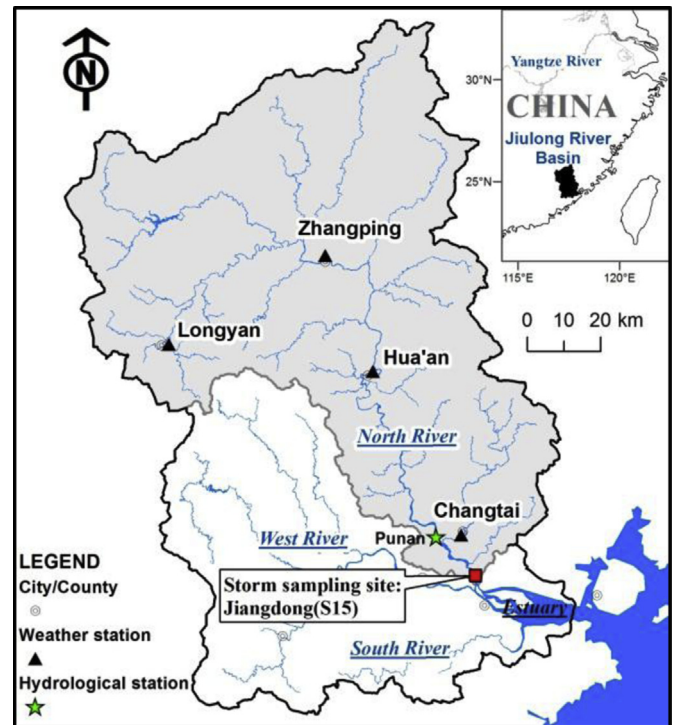 N
Yangtze River
30°N
CHINA
Jiulong River
Basin
25°N
115°E
120°E
0 10 20 km
Zhangping
Longyan
Hua'an
North River
Changtai
Punan
West River
Storm sampling site:
Jiangdong(S15)
Estuary
South River
LEGEND
City/County
Weather station
Hydrological station